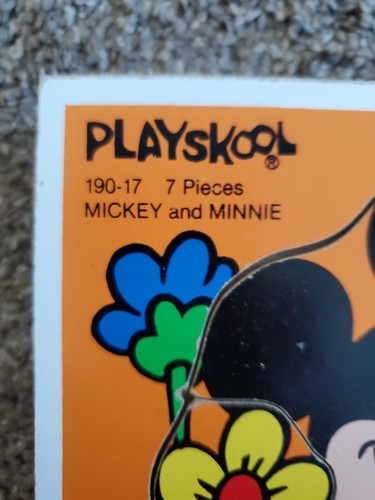 PLAYSKOOL®
190-17 7 Pieces
MICKEY and MINNIE